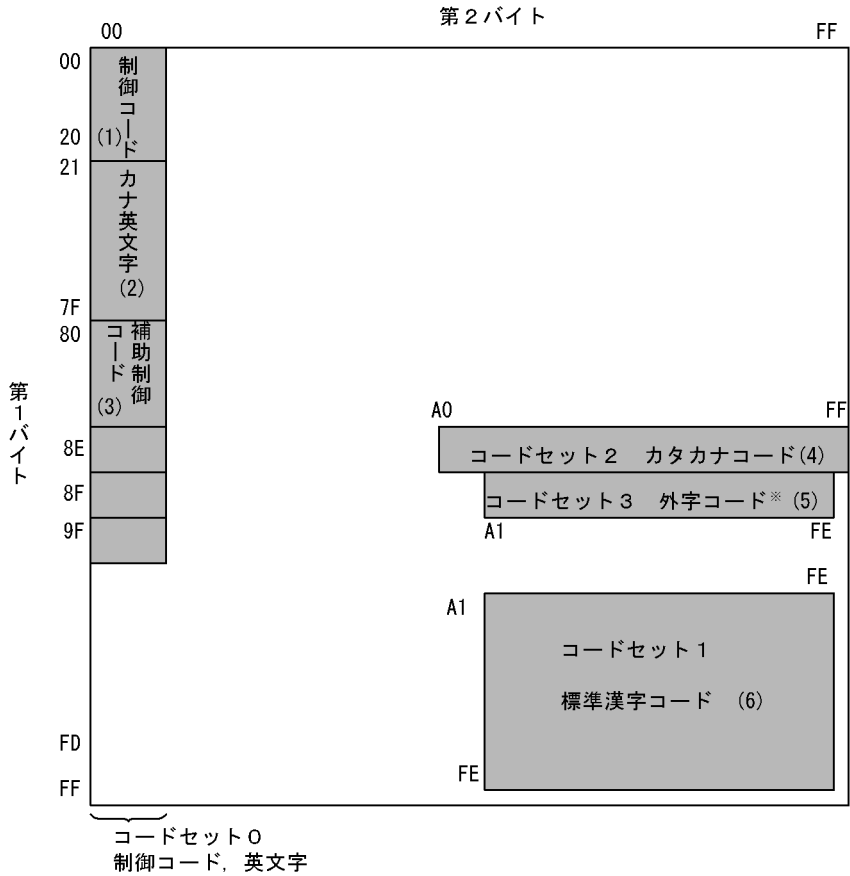 第２バイト
00
FF
00
制御コード
(1)
20
21
カナ英文字
(2)
7F
80
補助制御
コード
(3)
第１バイト
A0
FF
8E
コードセット２　カタカナコード(4)
8F
コードセット３　外字コード※ (5)
9F
A1
FE
FE
A1
コードセット１
標準漢字コード　(6)
FD
FE
FF
コードセット０
制御コード，英文字